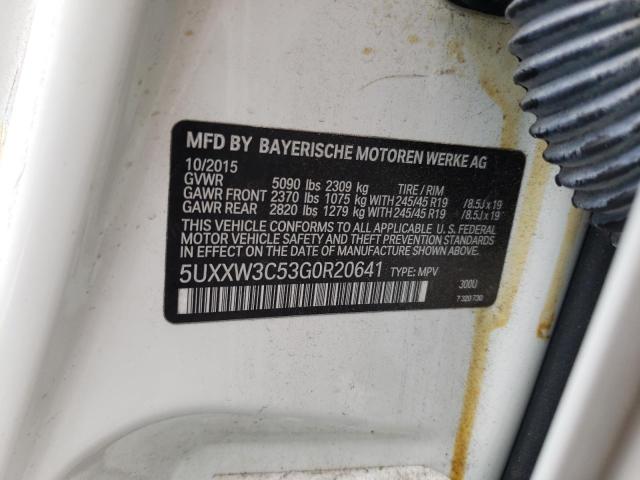 MFD BY BAYERISCHE MOTOREN WERKE AG
10/2015
GVWR 5090 lbs 2309 kg TIRE / RIM
GAWR FRONT 2370 lbs 1075 kg WITH 245/45 R19 /8.5J x 19
GAWR REAR 2820 lbs 1279 kg WITH 245/45 R19 /8.5J x 19
THIS VEHICLE CONFORMS TO ALL APPLICABLE U. S. FEDERAL
MOTOR VEHICLE SAFETY AND THEFT PREVENTION STANDARDS
IN EFFECT ON THE DATE OF MANUFACTURE SHOWN ABOVE.
5UXXW3C53G0R20641 TYPE: MPV
300U
7 320 730